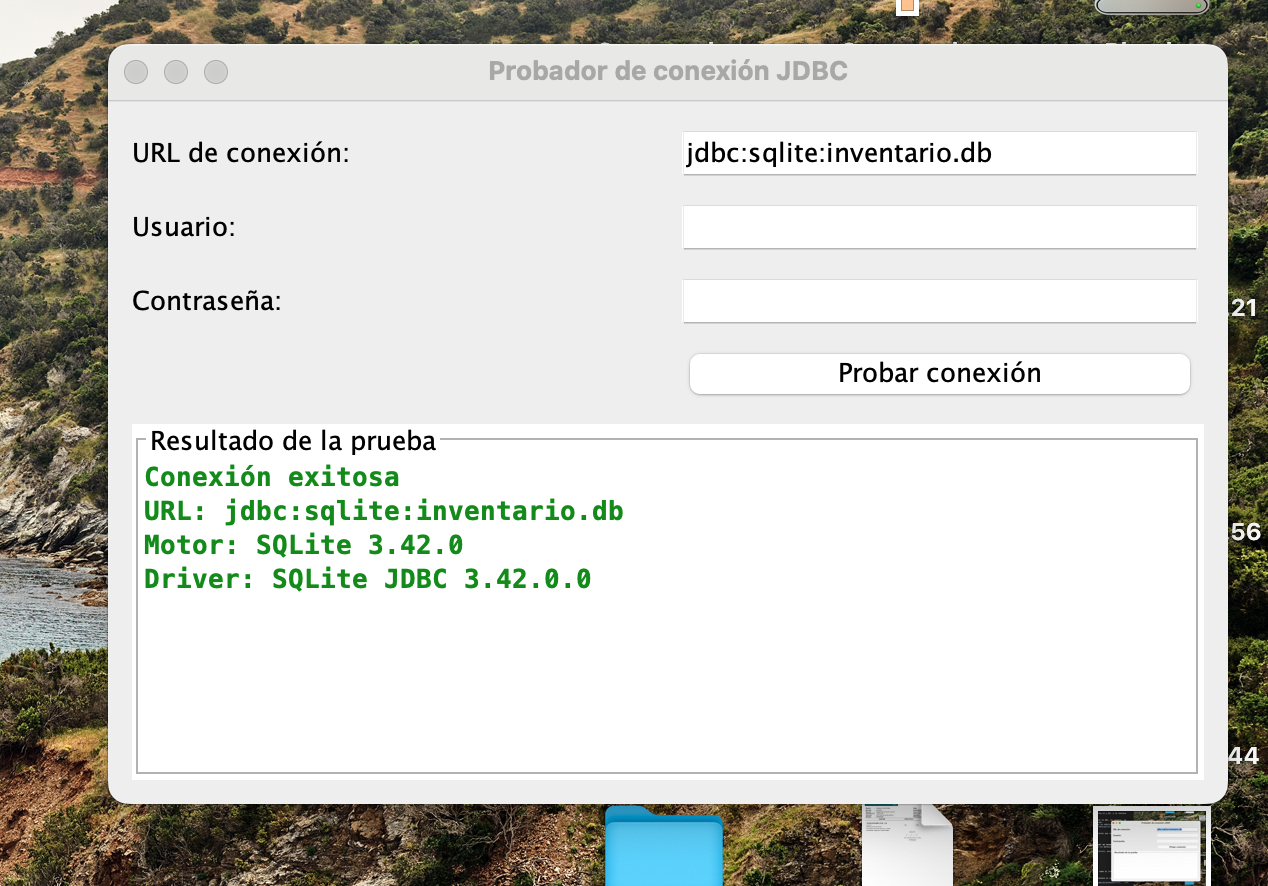 Probador de conexión JDBC
URL de conexión:
jdbc:sqlite:inventario.db
Usuario:
Contraseña:
21
Probar conexión
Resultado de la prueba
Conexión exitosa
URL: jdbc:sqlite:inventario.db
Motor: SQLite 3.42.0
56
Driver: SQLite JDBC 3.42.0.0
44